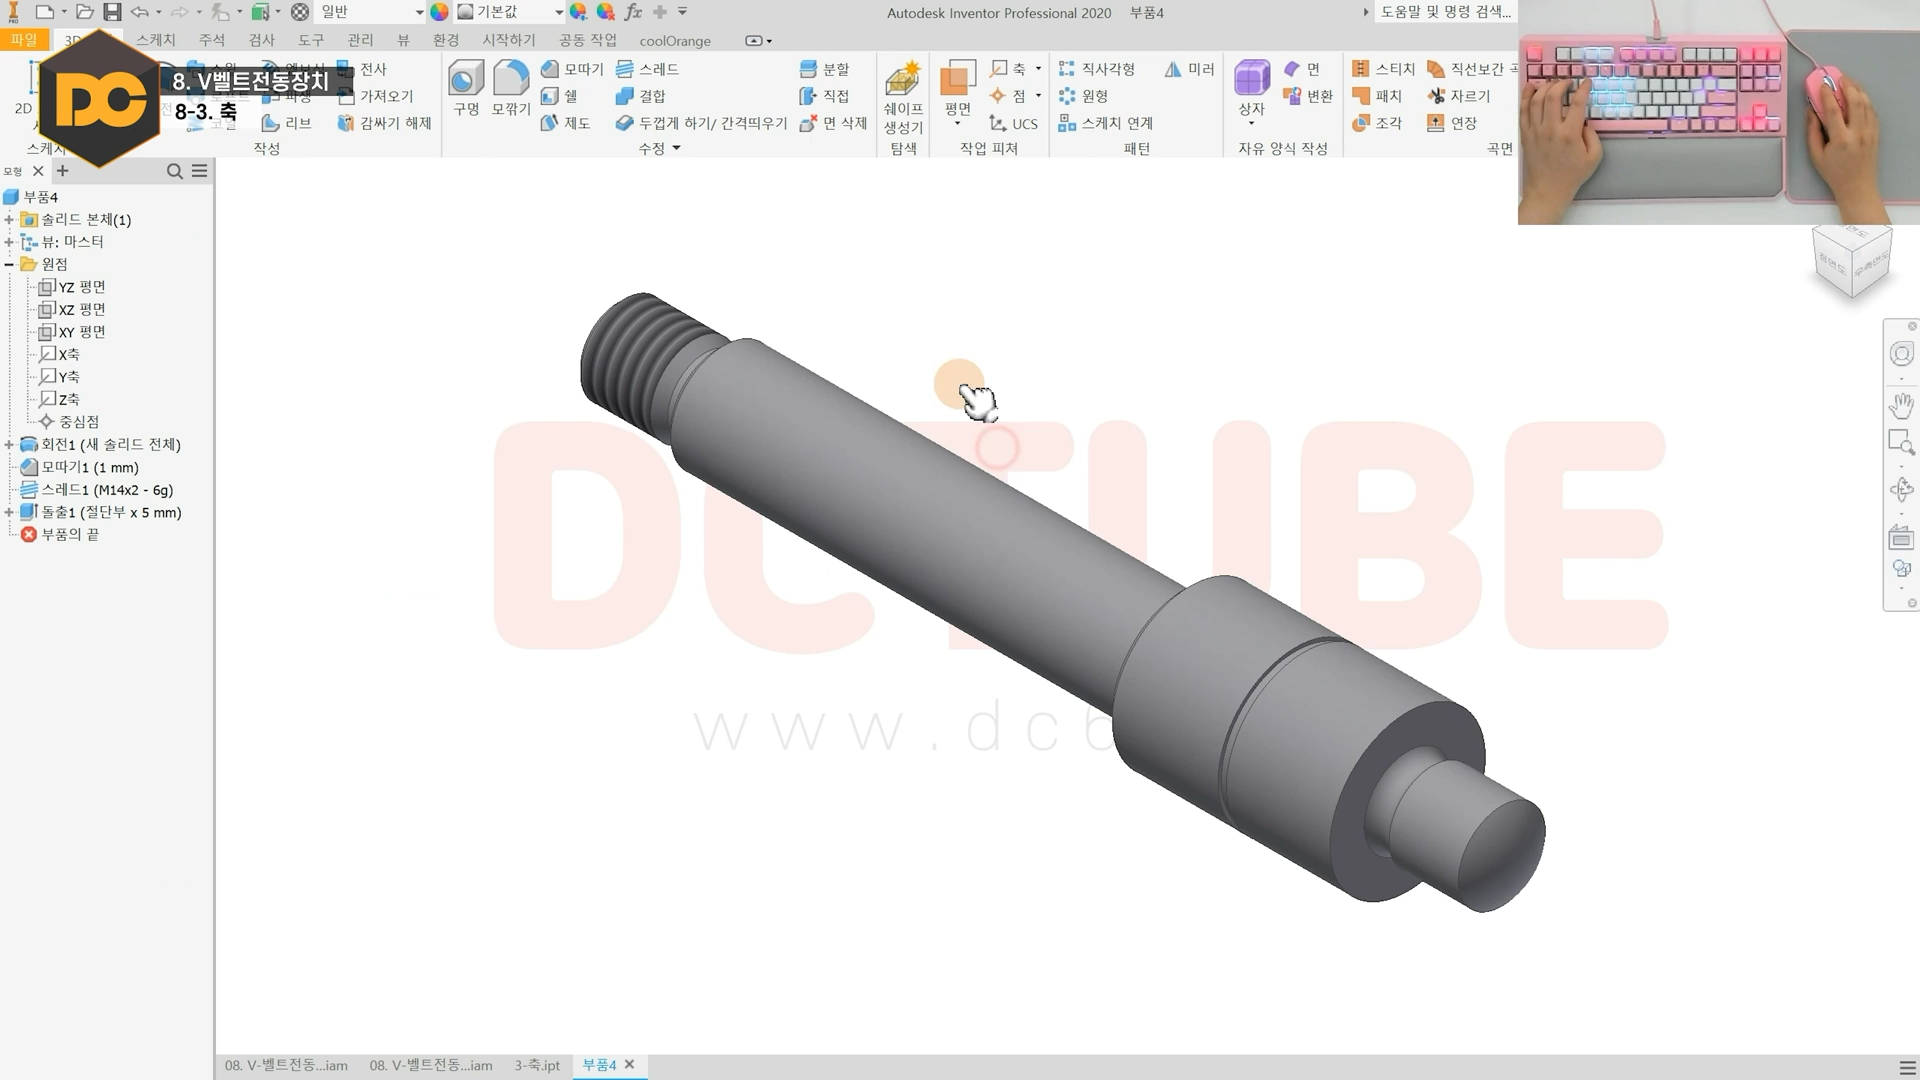 일반
기본값
Autodesk Inventor Professional 2020 부품4
도움말 및 명령 검색...
파일
스케치
주석
검사
도구
관리
뷰
환경
시작하기
공동 작업
coolOrange
DC
8. V벨트전동장치
8-3. 축
2D
전사
가져오기
감싸기 해제
리브
작성
구멍
모깎기
모따기
쉘
제도
스레드
결합
두껍게 하기/ 간격띄우기
분할
직접
면 삭제
수정
쉐이프
생성기
탐색
평면
축
점
UCS
작업 피쳐
직사각형
원형
스케치 연계
미러
패턴
상자
면
변환
자유 양식 작성
스티치
패치
조각
직선보간
자르기
연장
곡면
모형
부품4
솔리드 본체(1)
뷰: 마스터
원점
YZ 평면
XZ 평면
XY 평면
X축
Y축
Z축
중심점
회전1 (새 솔리드 전체)
모따기1 (1 mm)
스레드1 (M14x2 - 6g)
돌출1 (절단부 x 5 mm)
부품의 끝
www.dc6
08. V-벨트전동...iam
08. V-벨트전동...iam
3-축.ipt
부품4